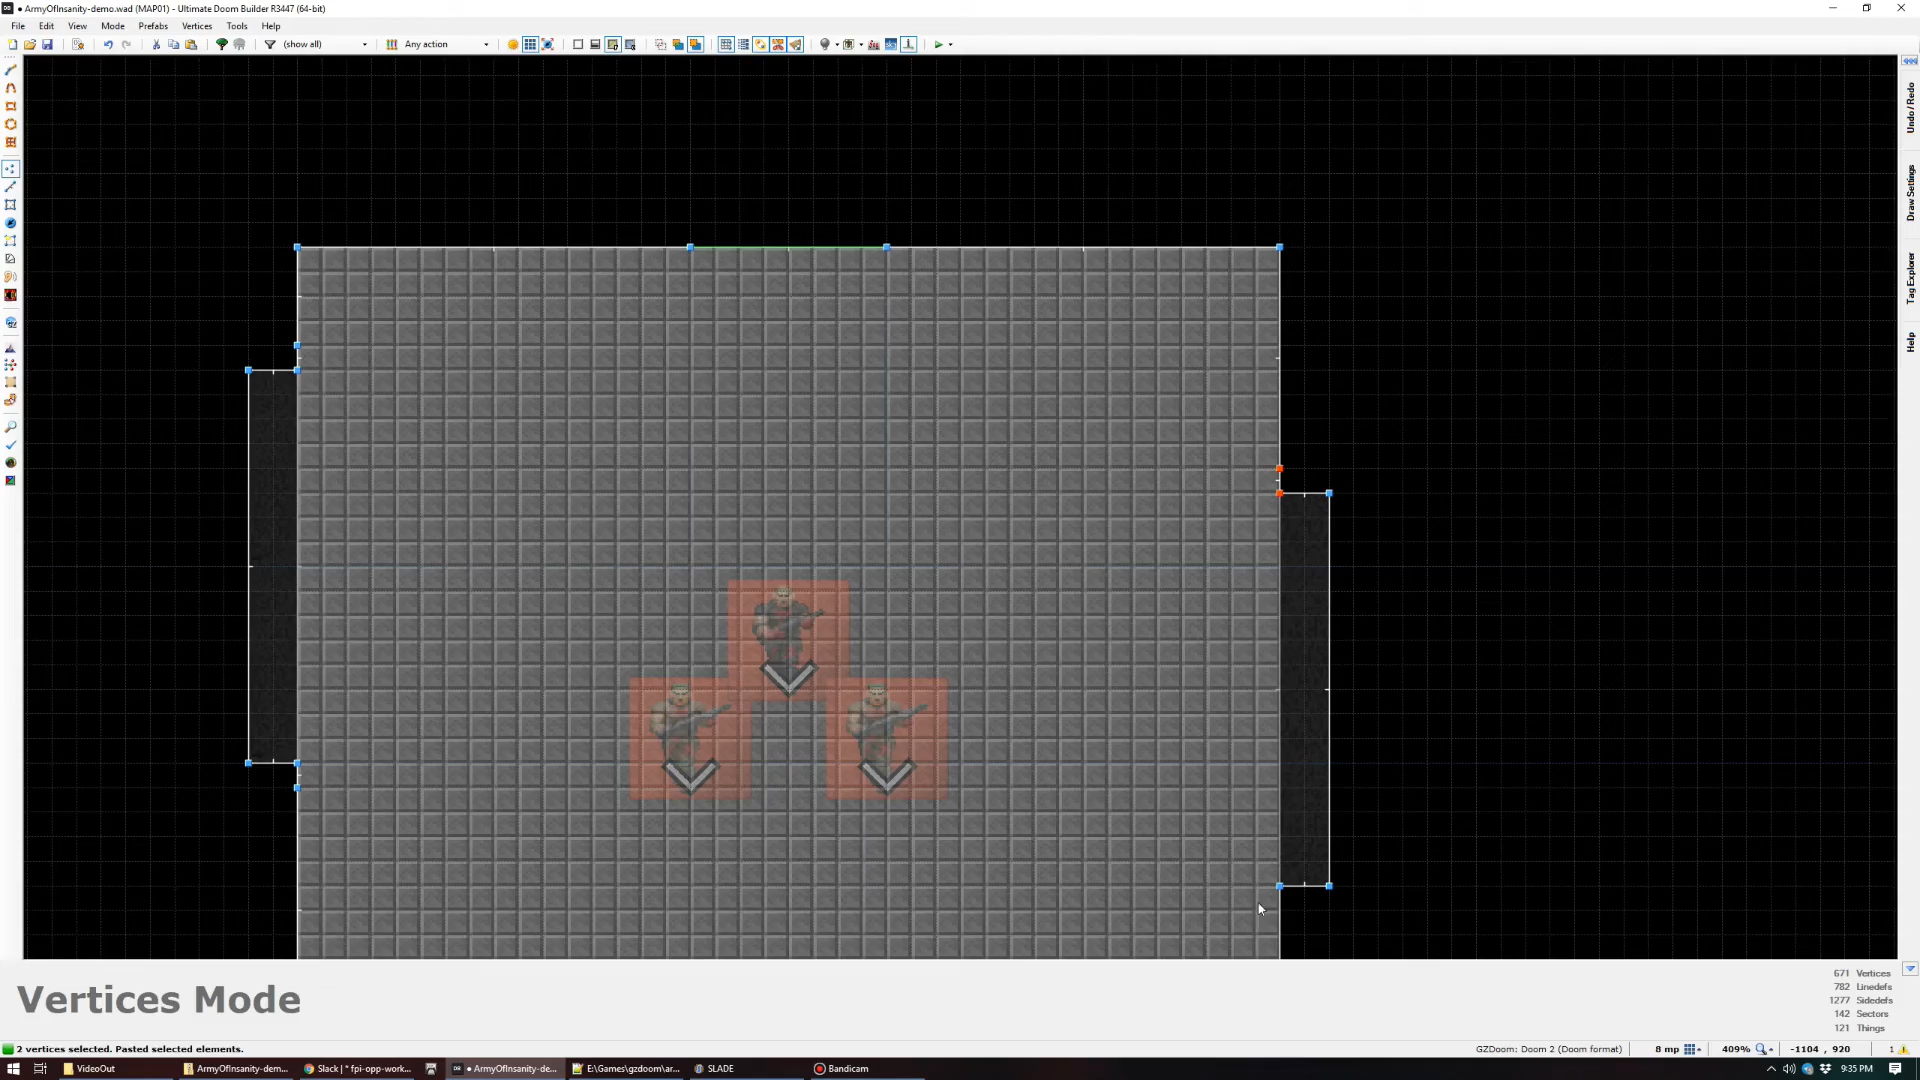 ● ArmyOfInsanity-demo.wad (MAP01) - Ultimate Doom Builder R3447 (64-bit)
File Edit View Mode Prefabs Vertices Tools Help
(show all) Any action
Undo / Redo
Draw Settings
Tag Explorer
Help
Vertices Mode
671 Vertices
782 Linedefs
1277 Sidedefs
142 Sectors
121 Things
2 vertices selected. Pasted selected elements.
GZDoom: Doom 2 (Doom format) 8 mp 409% -1104 , 920 1
VideoOut ArmyOfInsanity-dem... Slack | * fpi-opp-work... ● ArmyOfInsanity-de... E:\Games\gzdoom\ar... SLADE Bandicam 9:35 PM